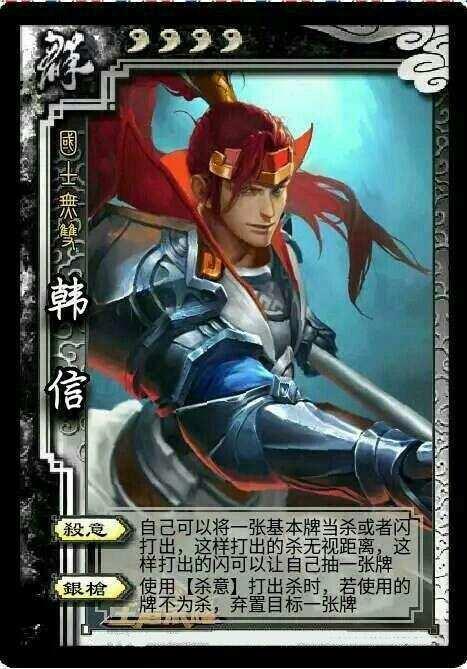 群
國士無雙
韩信
殺意
自己可以将一张基本牌当杀或者闪
打出，这样打出的杀无视距离，这
样打出的闪可以让自己抽一张牌
銀槍
使用【杀意】打出杀时，若使用的
牌不为杀，弃置目标一张牌